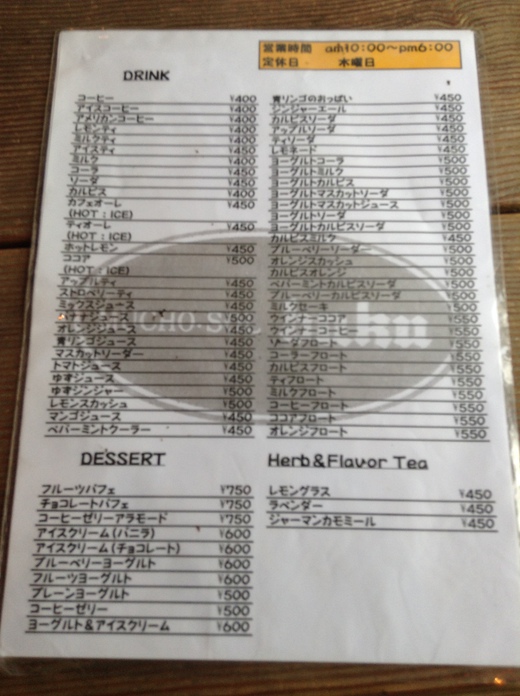 営業時間 am10:00～pm6:00
定休日 木曜日
DRINK
コーヒー ¥400
アイスコーヒー ¥400
アメリカンコーヒー ¥400
レモンティ ¥400
ミルクティ ¥400
アイスティ ¥450
ミルク ¥400
コーラ ¥450
ソーダ ¥450
カルピス ¥400
カフェオーレ ¥450
(HOT：ICE)
ティオーレ ¥450
(HOT：ICE)
ホットレモン ¥450
ココア ¥500
(HOT：ICE)
アップルティ ¥450
ストロベリーティ ¥450
ミックスジュース ¥450
バナナジュース ¥500
オレンジジュース ¥450
青リンゴジュース ¥450
マスカットソーダー ¥450
トマトジュース ¥450
ゆずジュース ¥450
ゆずジンジャー ¥500
レモンスカッシュ ¥500
マンゴジュース ¥450
ペパーミントクーラー ¥450
青リンゴのおっぱい ¥450
ジンジャーエール ¥450
カルピスソーダ ¥450
アップルソーダ ¥450
ティソーダ ¥450
レモネード ¥450
ヨーグルトコーラ ¥500
ヨーグルトミルク ¥500
ヨーグルトカルピス ¥500
ヨーグルトマスカットソーダ ¥500
ヨーグルトマスカットジュース ¥500
ヨーグルトソーダ ¥500
ヨーグルトカルピスソーダ ¥500
カルピスミルク ¥450
ブルーベリーソーダー ¥500
オレンジスカッシュ ¥500
カルピスオレンジ ¥500
ペパーミントカルピスソーダ ¥500
ブルーベリーカルピスソーダ ¥500
ミルクセーキ ¥500
ウインナーココア ¥550
ウインナーコーヒー ¥550
ソーダフロート ¥550
コーラーフロート ¥550
カルピスフロート ¥550
ティフロート ¥550
ミルクフロート ¥550
コーヒーフロート ¥550
ココアフロート ¥550
オレンジフロート ¥550
DESSERT
フルーツパフェ ¥750
チョコレートパフェ ¥750
コーヒーゼリーアラモード ¥750
アイスクリーム(バニラ) ¥600
アイスクリーム(チョコレート) ¥600
ブルーベリーヨーグルト ¥600
フルーツヨーグルト ¥600
プレーンヨーグルト ¥500
コーヒーゼリー ¥500
ヨーグルト＆アイスクリーム ¥600
Herb＆Flavor Tea
レモングラス ¥450
ラベンダー ¥450
ジャーマンカモミール ¥450